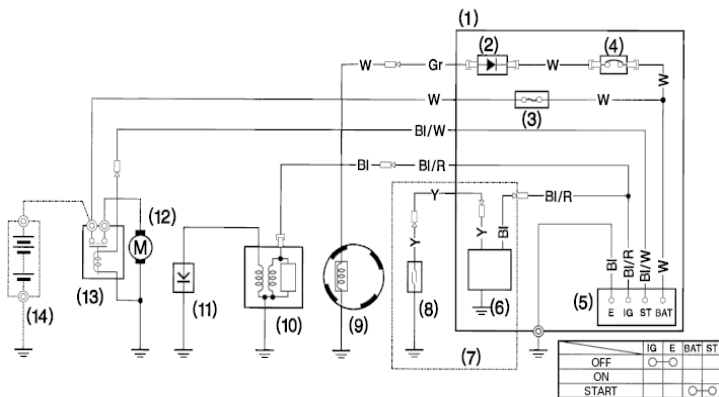 (1)
(2)
(4)
W Gr W W
W W
(3)
Bl/W
Bl Bl/R
Y Bl/R
Y Y Bl
Bl Bl/R Bl/W W
(12)
M
(5) E IG ST BAT
(13)
(14)
(11)
(10)
(9)
(8)
(6)
(7)
IG E BAT ST
OFF
ON
START